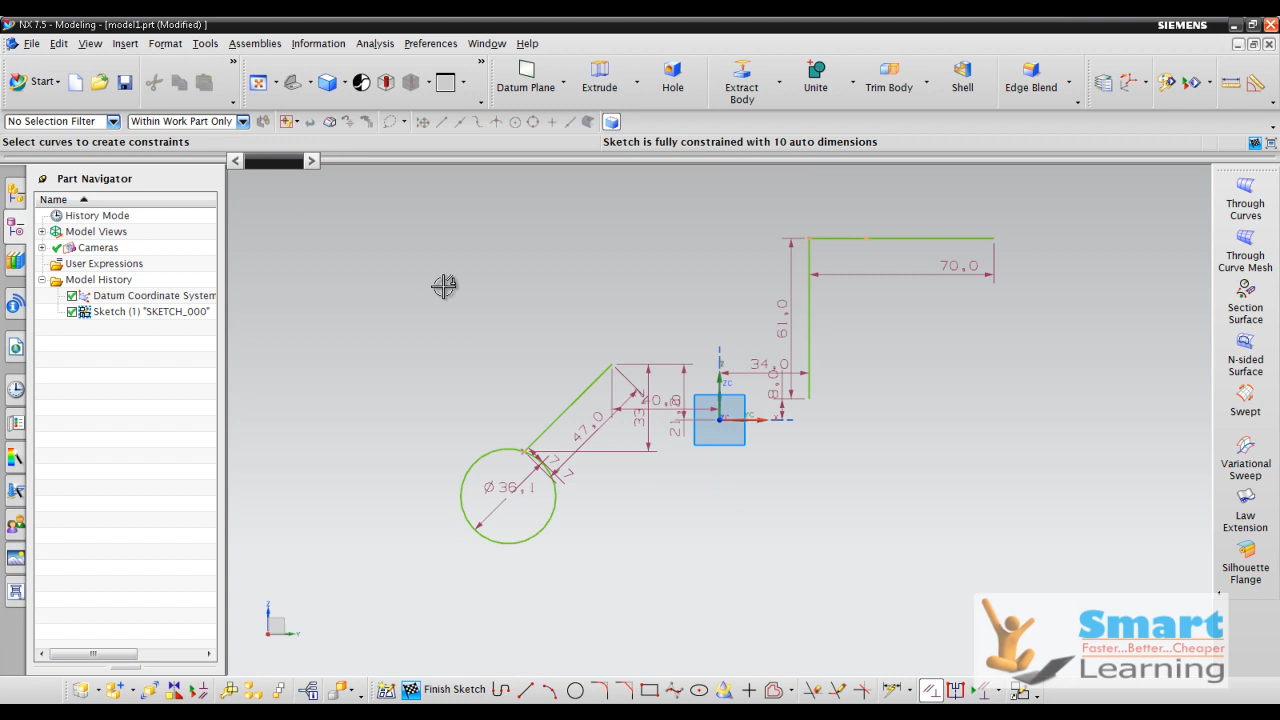 NX 7.5 - Modeling - [model1.prt (Modified) ]
SIEMENS
File Edit View Insert Format Tools Assemblies Information Analysis Preferences Window Help
Start
Datum Plane
Extrude
Hole
Extract Body
Unite
Trim Body
Shell
Edge Blend
No Selection Filter
Within Work Part Only
Select curves to create constraints
Sketch is fully constrained with 10 auto dimensions
Part Navigator
Name
History Mode
Model Views
Cameras
User Expressions
Model History
Datum Coordinate System
Sketch (1) "SKETCH_000"
70,0
61,0
34,0
8,0
47,0
Ø36,1
ZC
YC
Z
Y
Through Curves
Through Curve Mesh
Section Surface
N-sided Surface
Swept
Variational Sweep
Law Extension
Silhouette Flange
Smart
Faster...Better...Cheaper
Learning
Finish Sketch